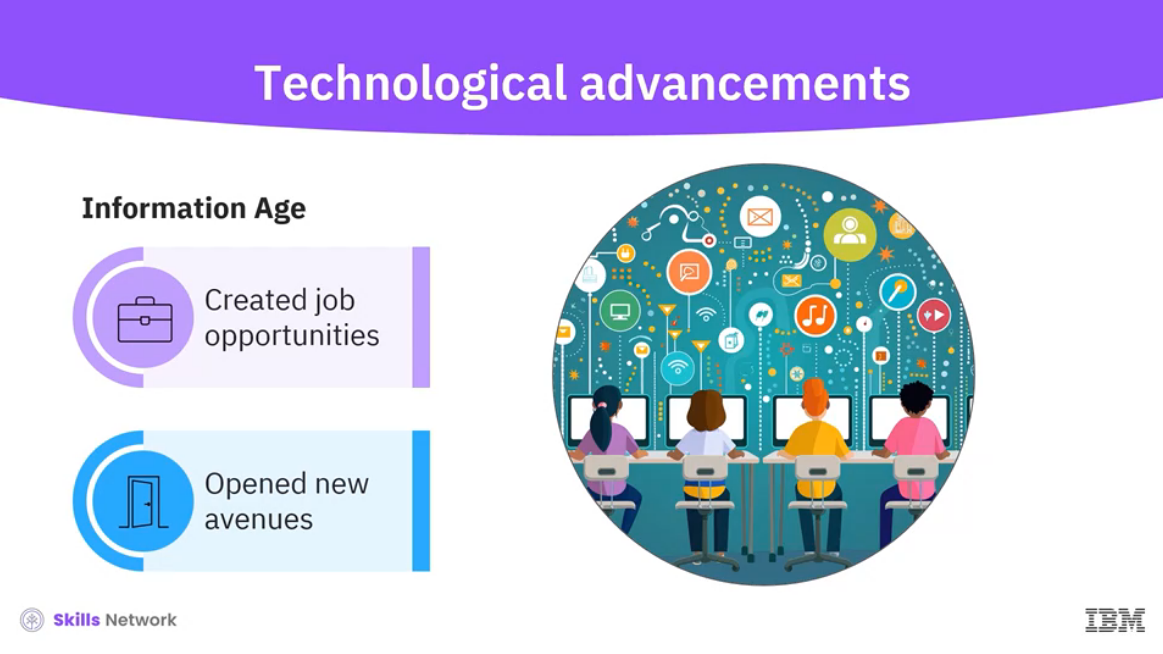 Technological advancements
Information Age
Created job
opportunities
Opened new
avenues
Skills Network
IBM